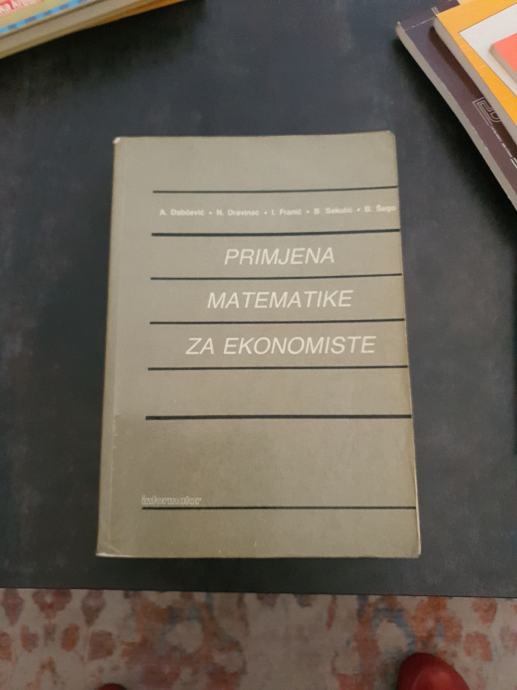 A. Dabčević • N. Dravinac • I. Franić • B. Sekulić • B. Šego
PRIMJENA
MATEMATIKE
ZA EKONOMISTE
informator